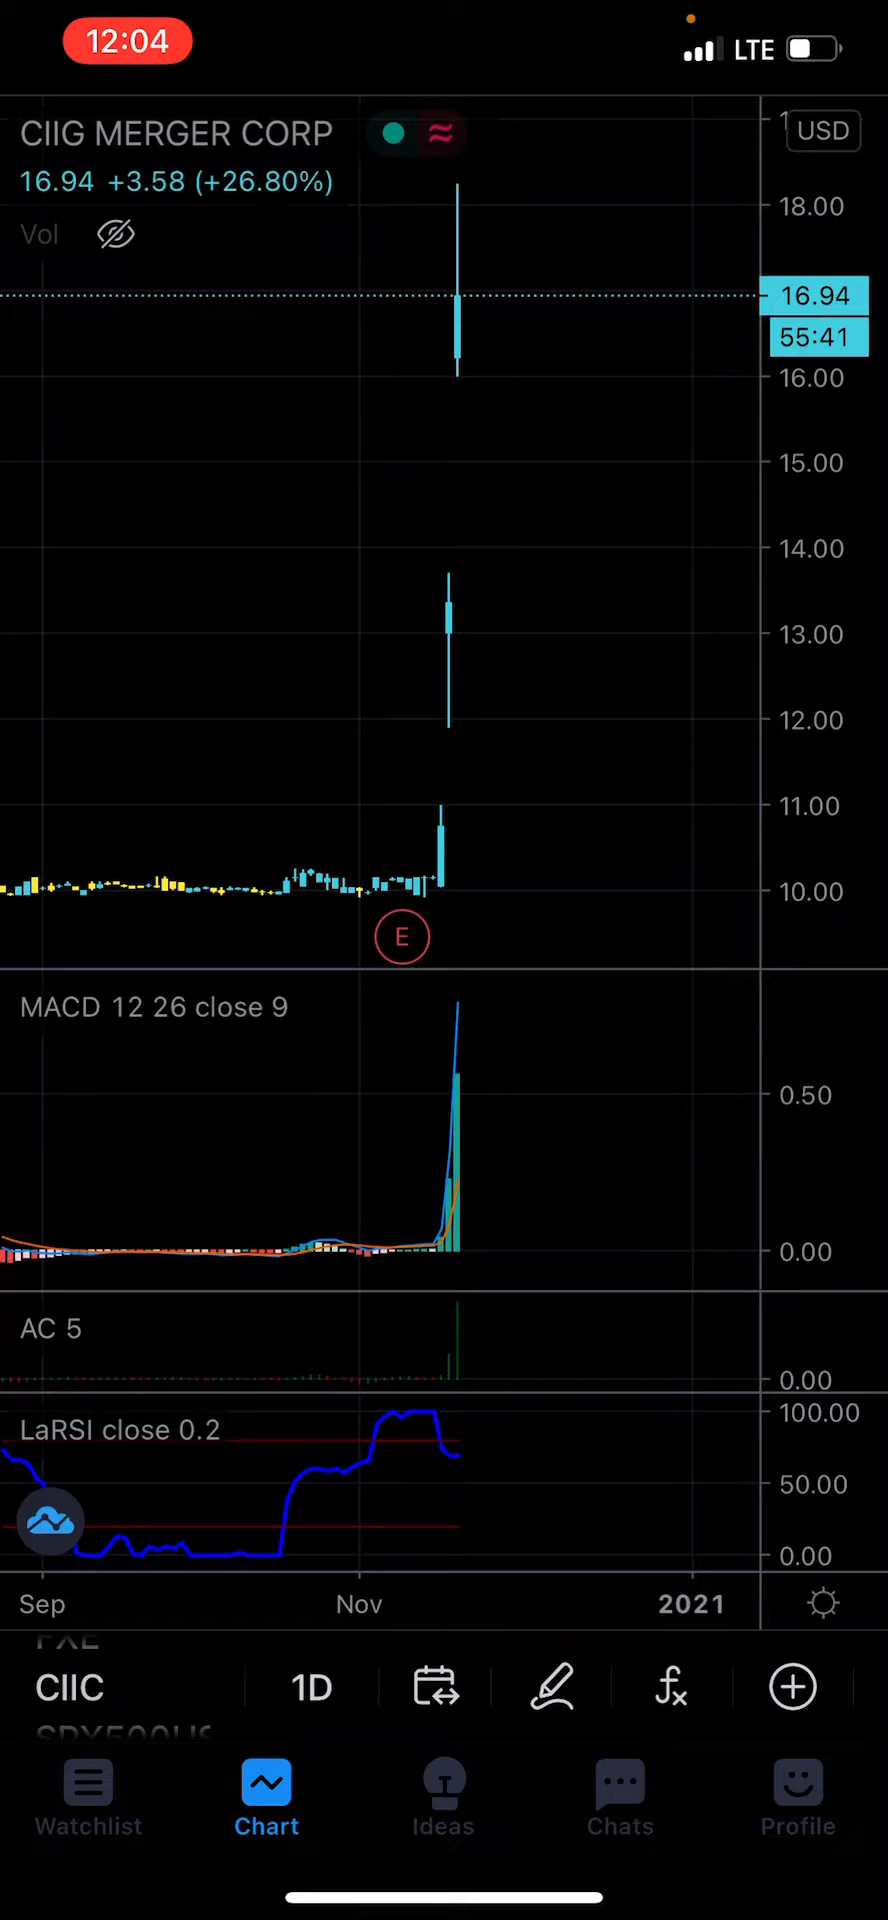 12:04
LTE
CIIG MERGER CORP
USD
16.94 +3.58 (+26.80%)
18.00
Vol
16.94
55:41
16.00
15.00
14.00
13.00
12.00
11.00
10.00
E
MACD 12 26 close 9
0.50
0.00
AC 5
0.00
LaRSI close 0.2
100.00
50.00
0.00
Sep
Nov
2021
CIIC
1D
Watchlist
Chart
Ideas
Chats
Profile